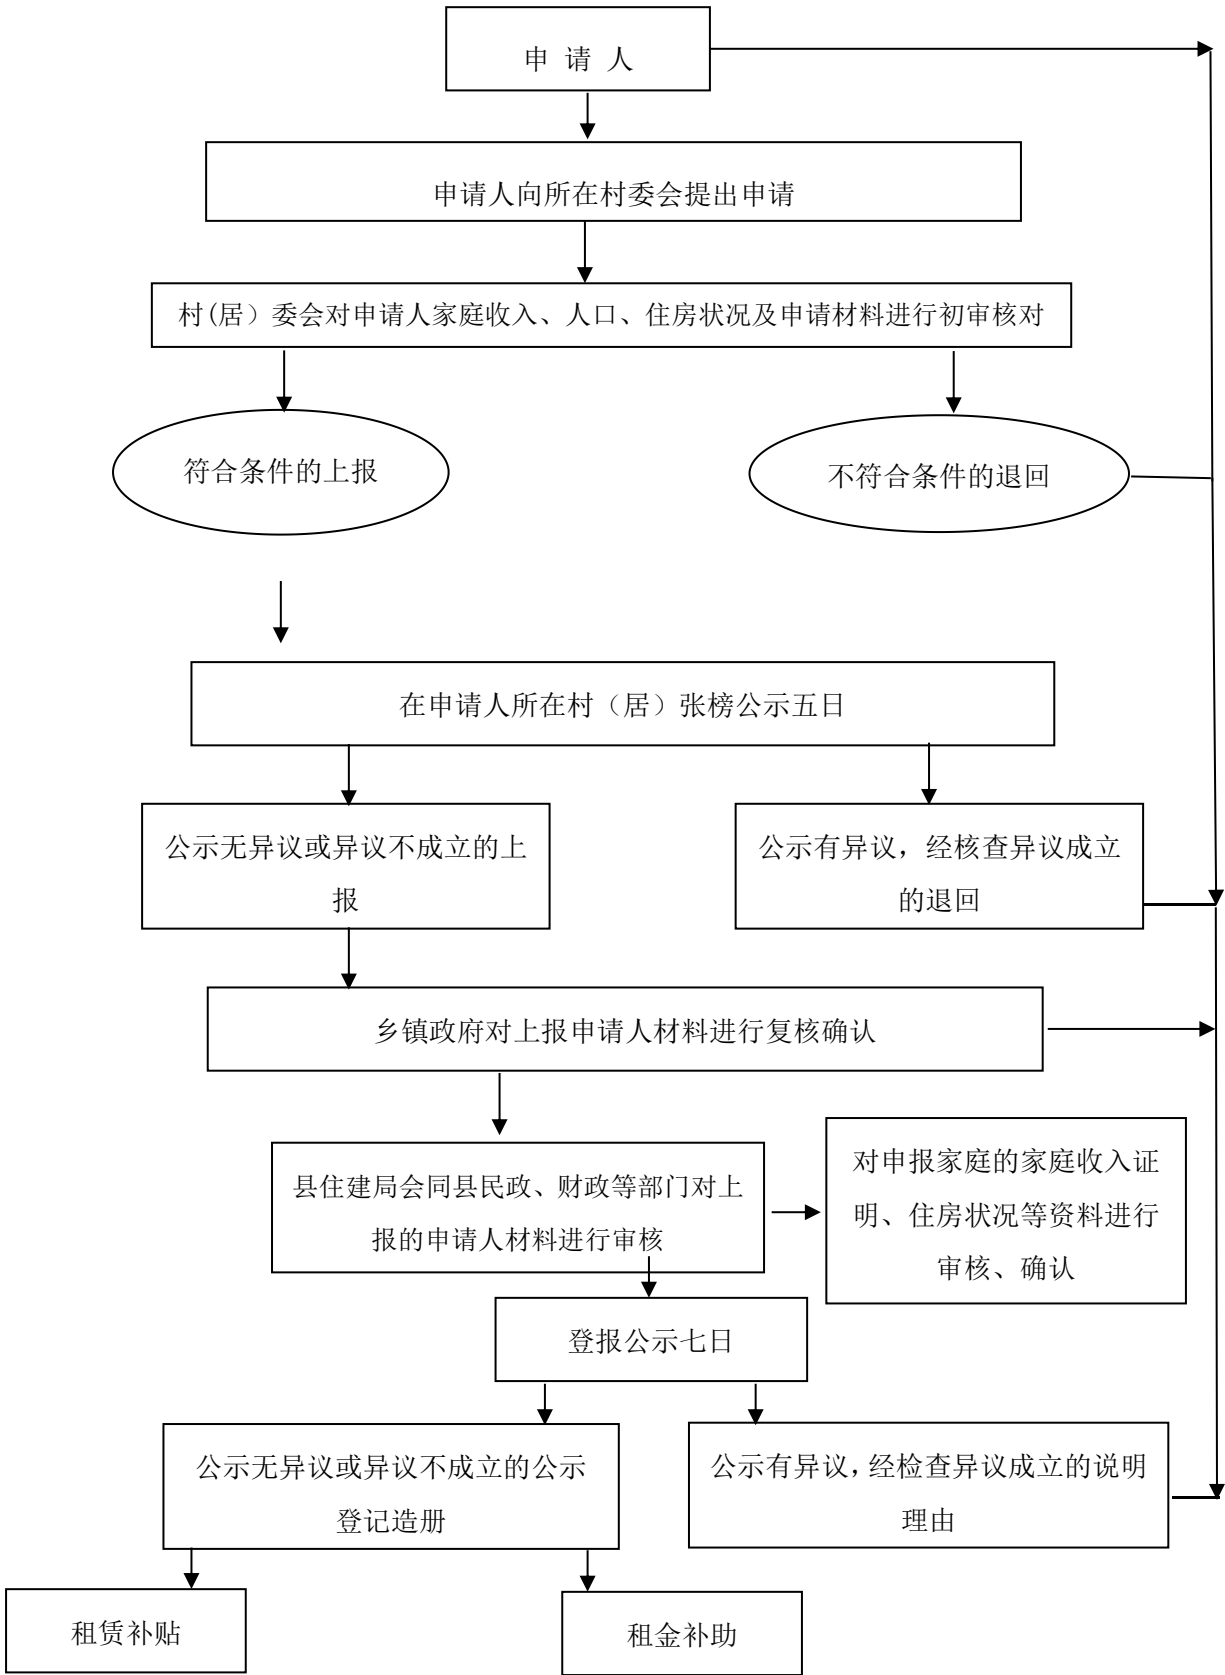 申 请 人
申请人向所在村委会提出申请
村(居）委会对申请人家庭收入、人口、住房状况及申请材料进行初审核对
符合条件的上报
不符合条件的退回
在申请人所在村（居）张榜公示五日
公示无异议或异议不成立的上
报
公示有异议，经核查异议成立
的退回
乡镇政府对上报申请人材料进行复核确认
县住建局会同县民政、财政等部门对上
报的申请人材料进行审核
对申报家庭的家庭收入证
明、住房状况等资料进行
审核、确认
登报公示七日
公示无异议或异议不成立的公示
登记造册
公示有异议，经检查异议成立的说明
理由
租赁补贴
租金补助